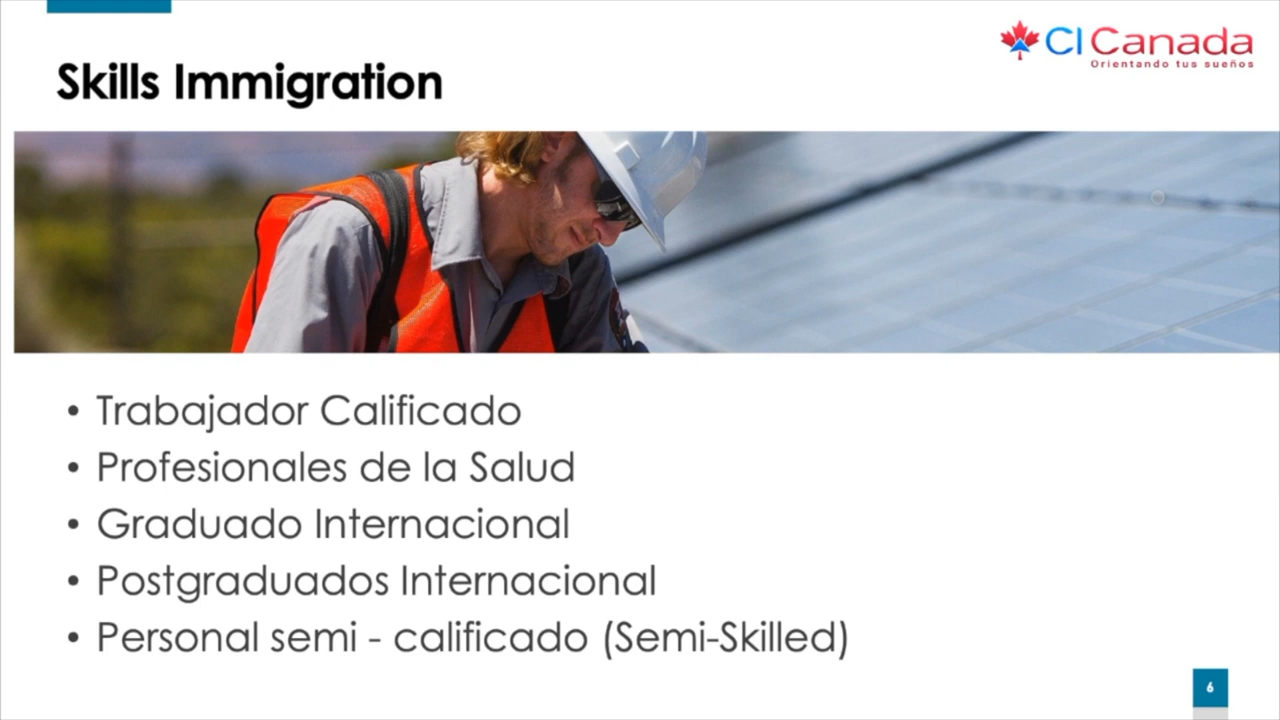 CI Canada
Orientando tus sueños
Skills Immigration
• Trabajador Calificado
• Profesionales de la Salud
• Graduado Internacional
• Postgraduados Internacional
• Personal semi - calificado (Semi-Skilled)
6